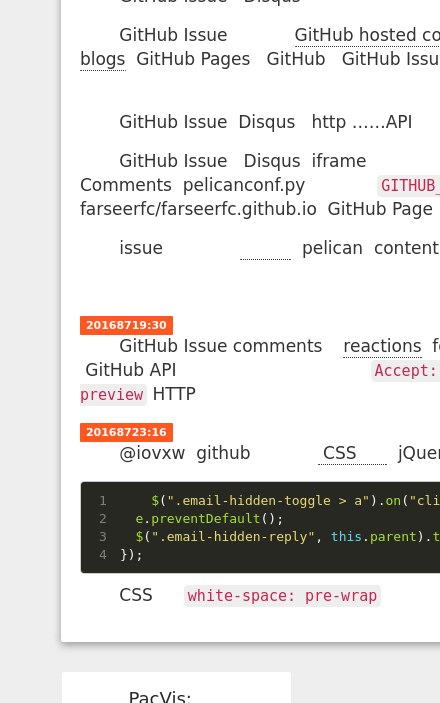 GitHub Issue Disqus
GitHub Issue GitHub hosted co
blogs GitHub Pages GitHub GitHub Issu
GitHub Issue Disqus http ……API
GitHub Issue Disqus iframe
Comments pelicanconf.py GITHUB_
farseerfc/farseerfc.github.io GitHub Page
issue pelican content
20168719:30
GitHub Issue comments reactions fe
GitHub API Accept:
preview HTTP
20168723:16
@iovxw github CSS jQuer
1 $(".email-hidden-toggle > a").on("cli
2 e.preventDefault();
3 $(".email-hidden-reply", this.parent).t
4 });
CSS white-space: pre-wrap
PacVis: